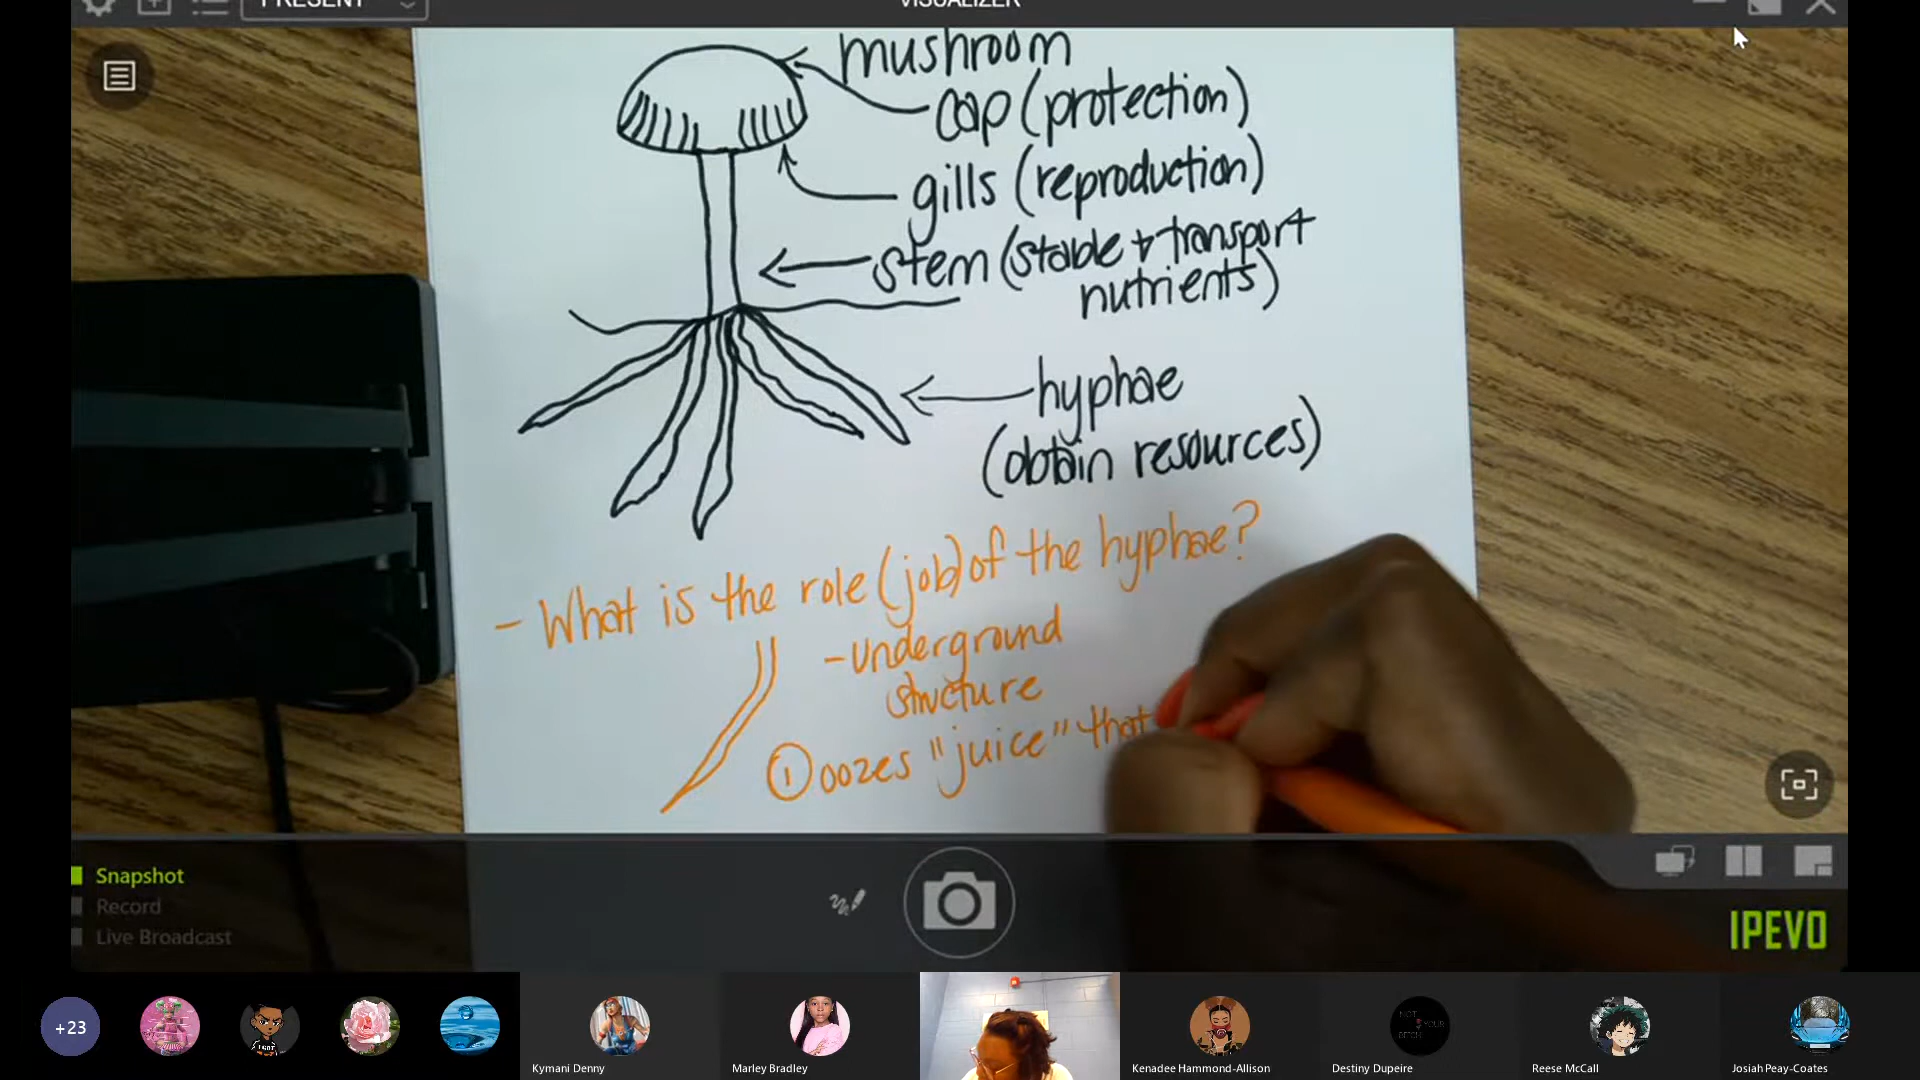 PRESENT
VISUALIZER
mushroom
cap (protection)
gills (reproduction)
stem (stable & transport
nutrients)
hyphae
(obtain resources)
- What is the role (job) of the hyphae?
- underground
structure
① oozes "juice" that
Snapshot
Record
Live Broadcast
IPEVO
+23
Kymani Denny
Marley Bradley
Kenadee Hammond-Allison
Destiny Dupeire
Reese McCall
Josiah Peay-Coates